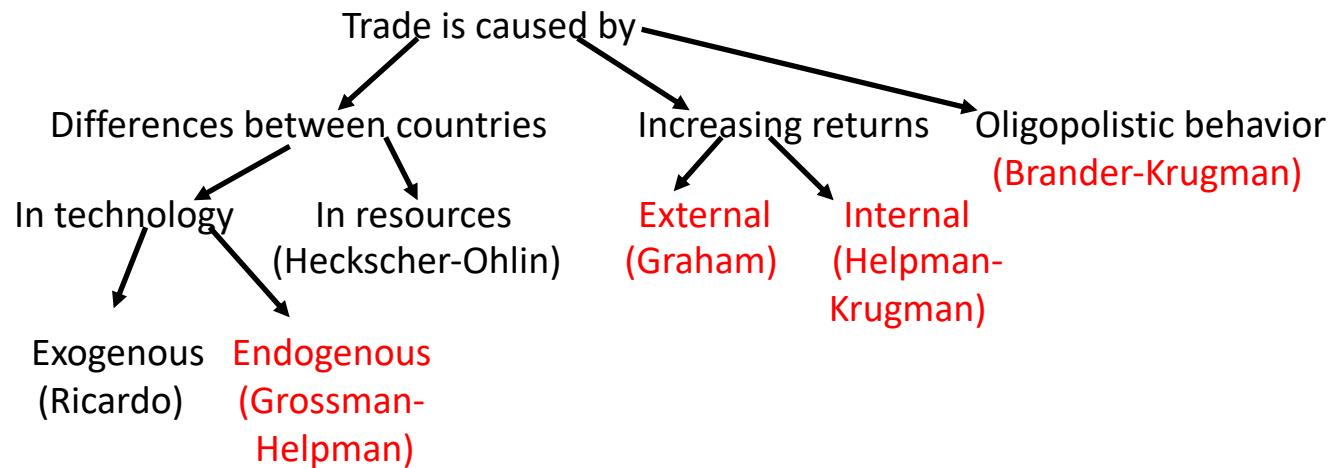 Trade is caused by
Differences between countries
Increasing returns
Oligopolistic behavior
(Brander-Krugman)
In technology
In resources
(Heckscher-Ohlin)
External
(Graham)
Internal
(Helpman-
Krugman)
Exogenous
(Ricardo)
Endogenous
(Grossman-
Helpman)